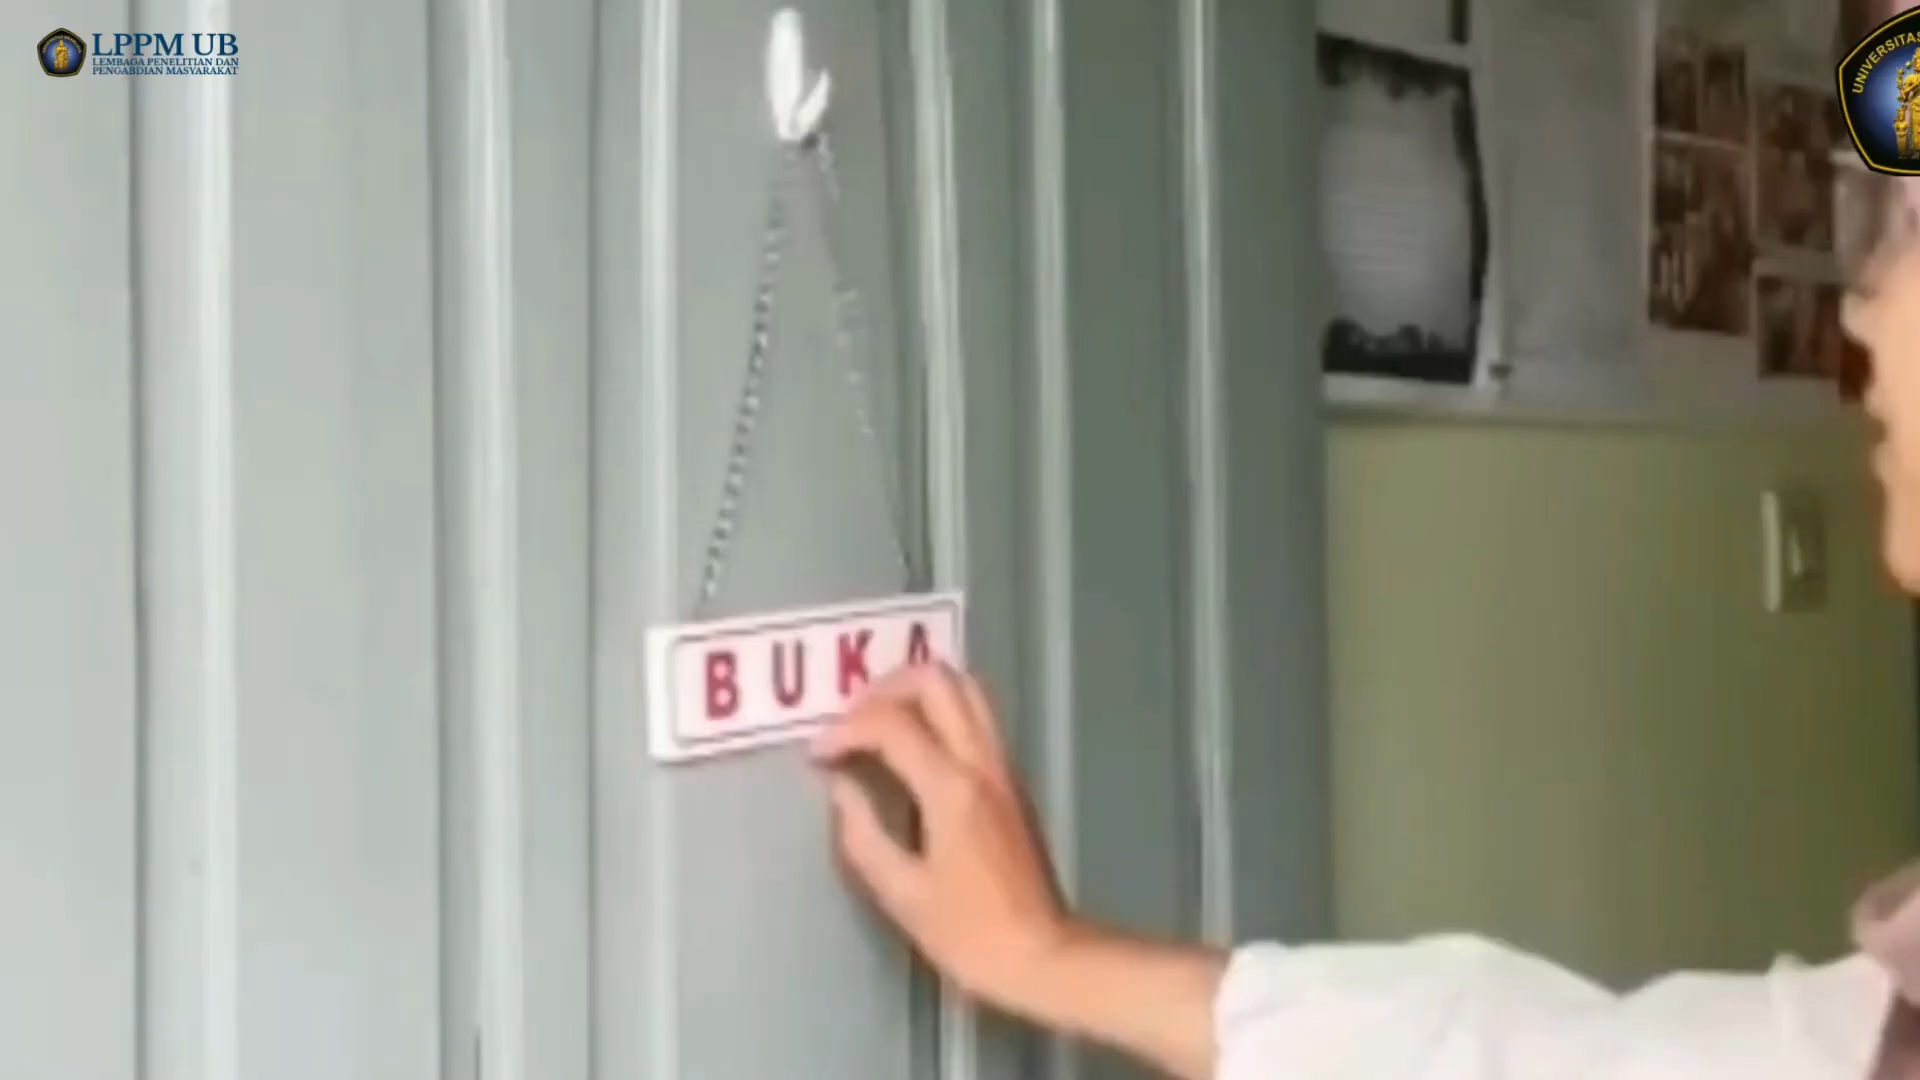 LPPM UB
LEMBAGA PENELITIAN DAN
PENGABDIAN MASYARAKAT
UNIVERSITAS
BUKA